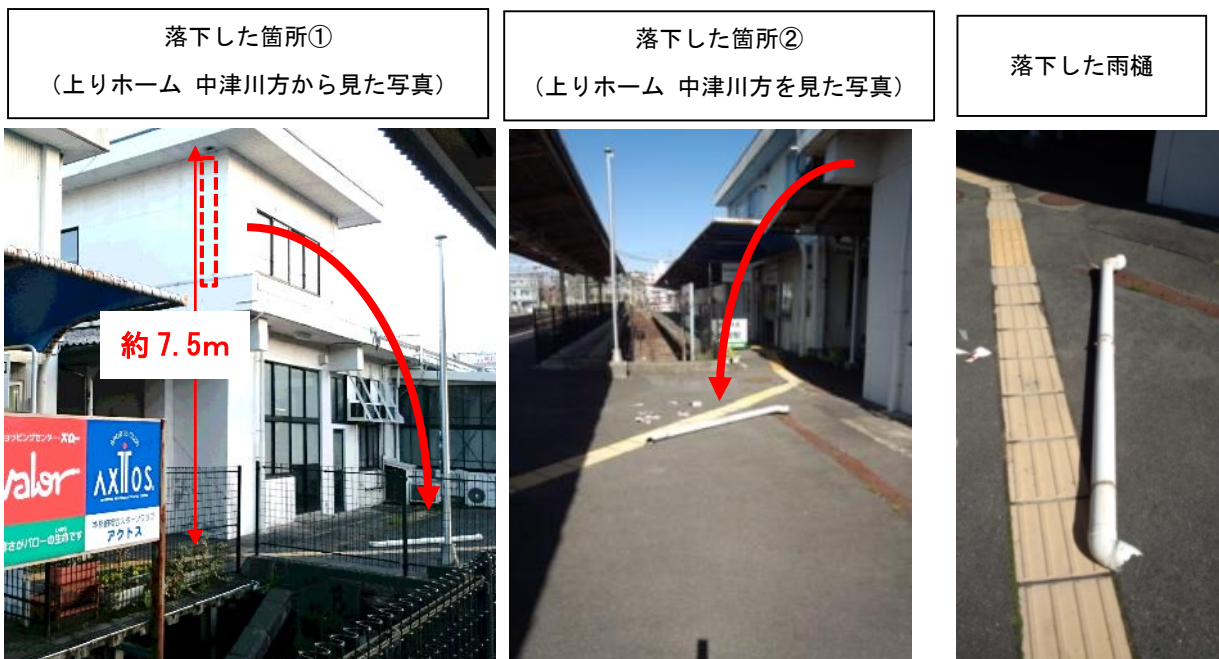 落下した箇所①
（上りホーム 中津川方から見た写真）
落下した箇所②
（上りホーム 中津川方を見た写真）
落下した雨樋
約7.5m
valor
AXTOS.
アクトス